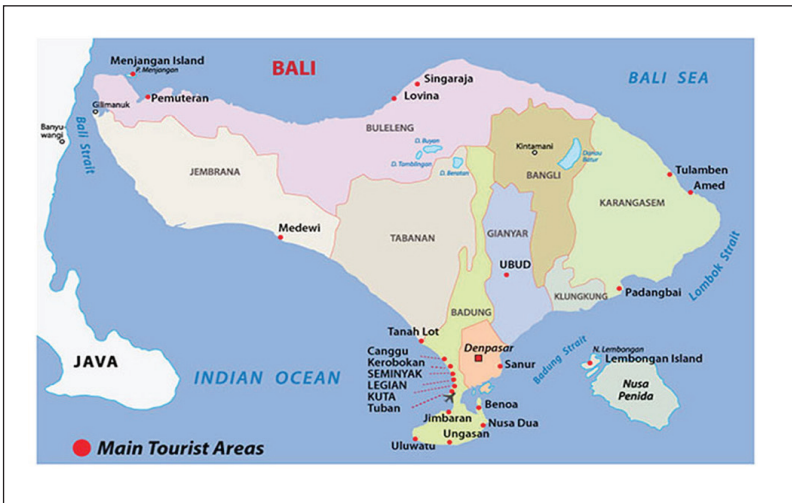 Menjangan Island
P. Menjangan
BALI
Singaraja
BALI SEA
Gilimanuk
Pemuteran
Lovina
Banyu-
wangi
Bali Strait
BULELENG
D. Buyan
D. Tamblingan
D. Beratan
Kintamani
Danau
Batur
BANGLI
JEMBRANA
Tulamben
Amed
KARANGASEM
Medewi
TABANAN
GIANYAR
UBUD
KLUNGKUNG
Padangbai
Lombok Strait
BADUNG
Tanah Lot
Denpasar
Canggu
Kerobokan
SEMINYAK
LEGIAN
KUTA
Tuban
Sanur
Badung Strait
N. Lembongan
Lembongan Island
Nusa
Penida
JAVA
INDIAN OCEAN
Benoa
Jimbaran
Nusa Dua
Ungasan
Uluwatu
Main Tourist Areas